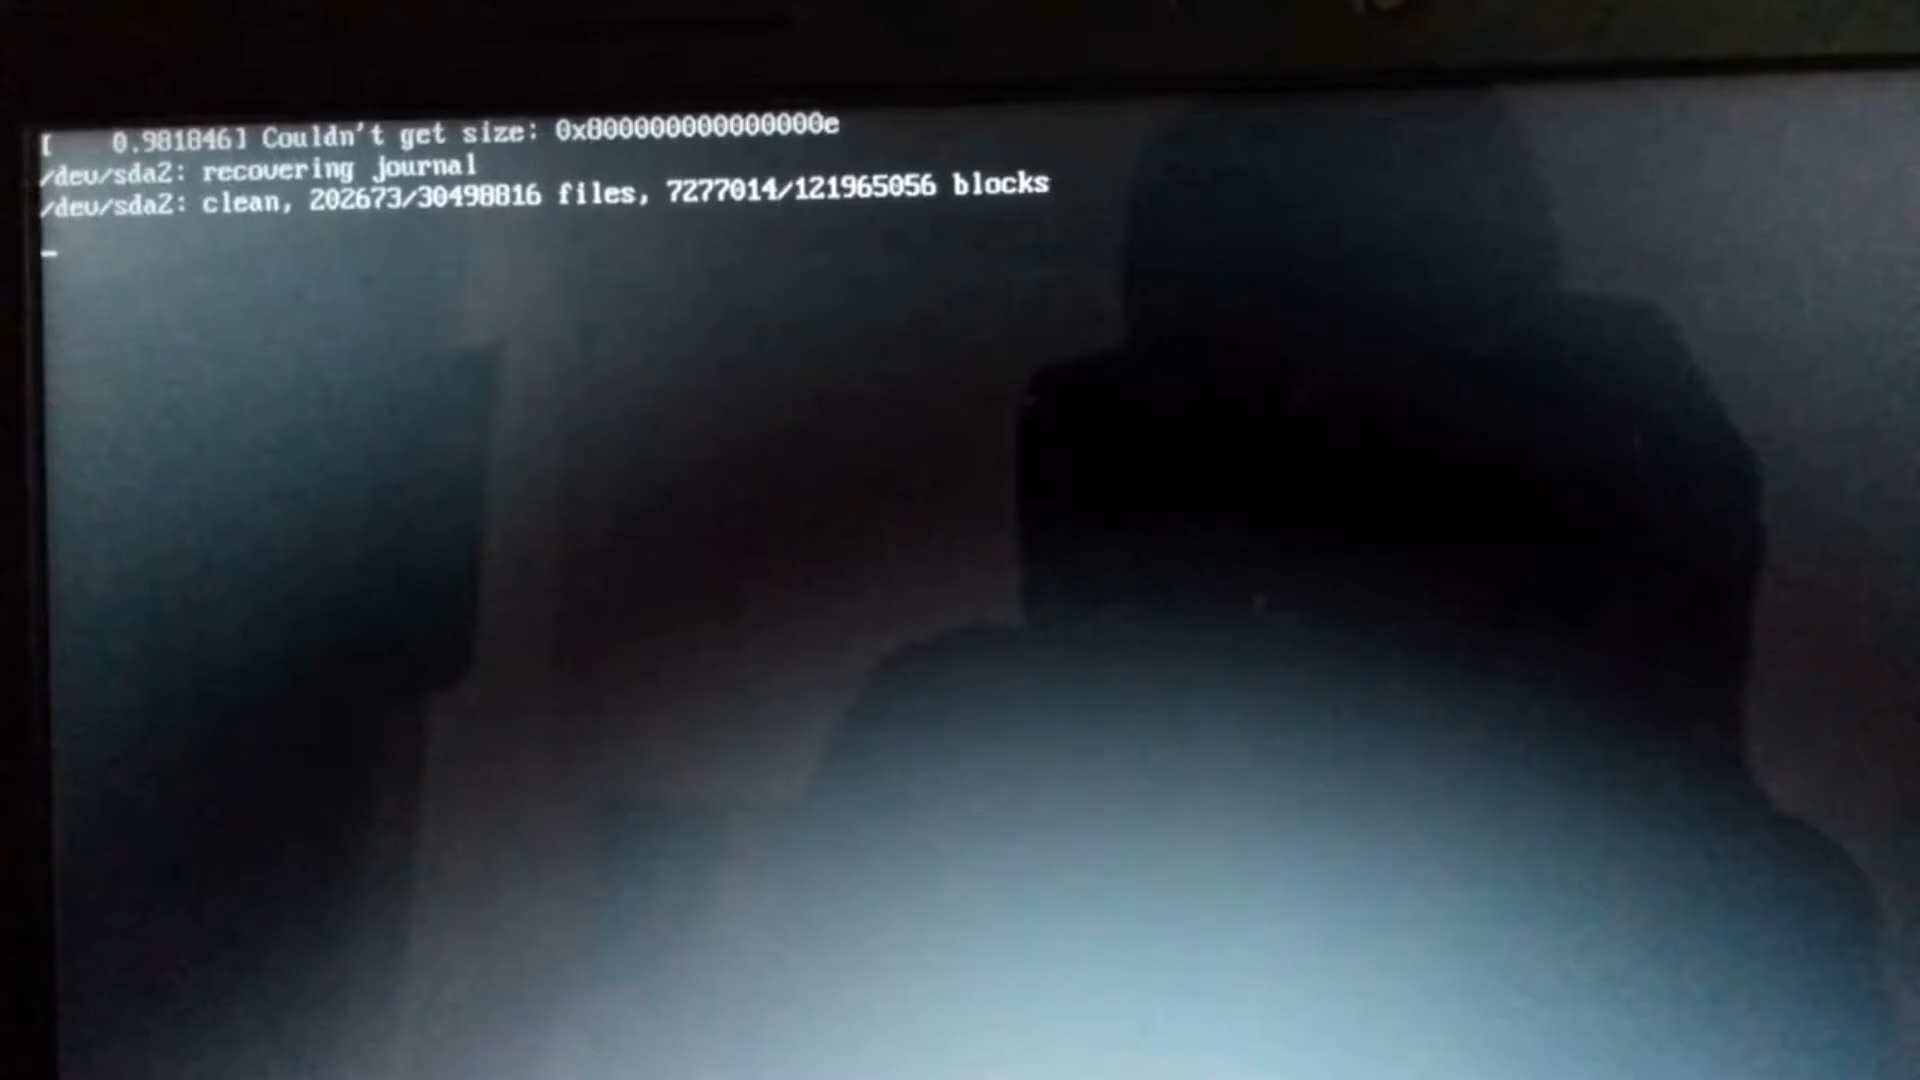 [    0.981846] Couldn't get size: 0x800000000000000e
/dev/sda2: recovering journal
/dev/sda2: clean, 202673/30498816 files, 7277014/121965056 blocks